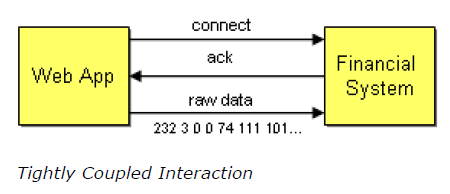 connect
Web App
ack
Financial
System
raw data
232 3 0 0 74 111 101...
Tightly Coupled Interaction